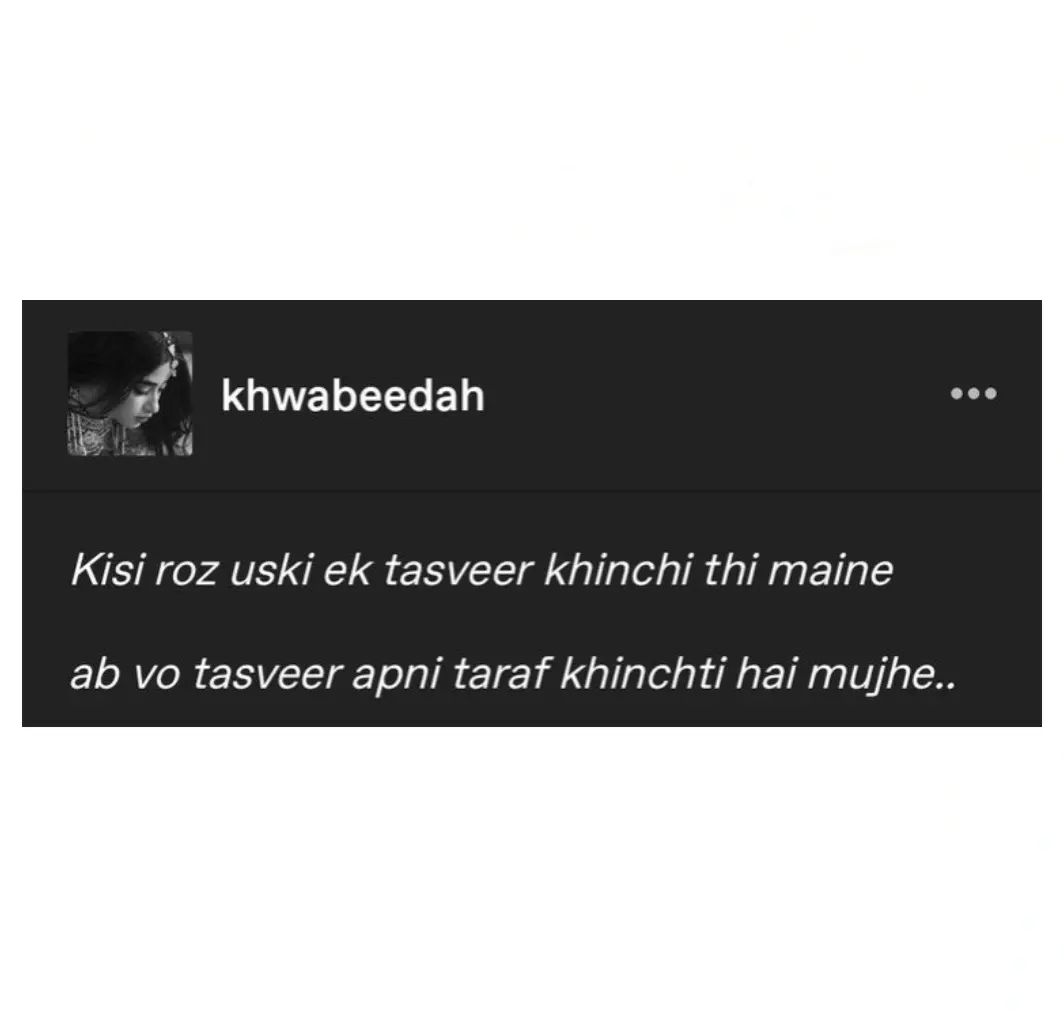 khwabeedah
Kisi roz uski ek tasveer khinchi thi maine
ab vo tasveer apni taraf khinchti hai mujhe..